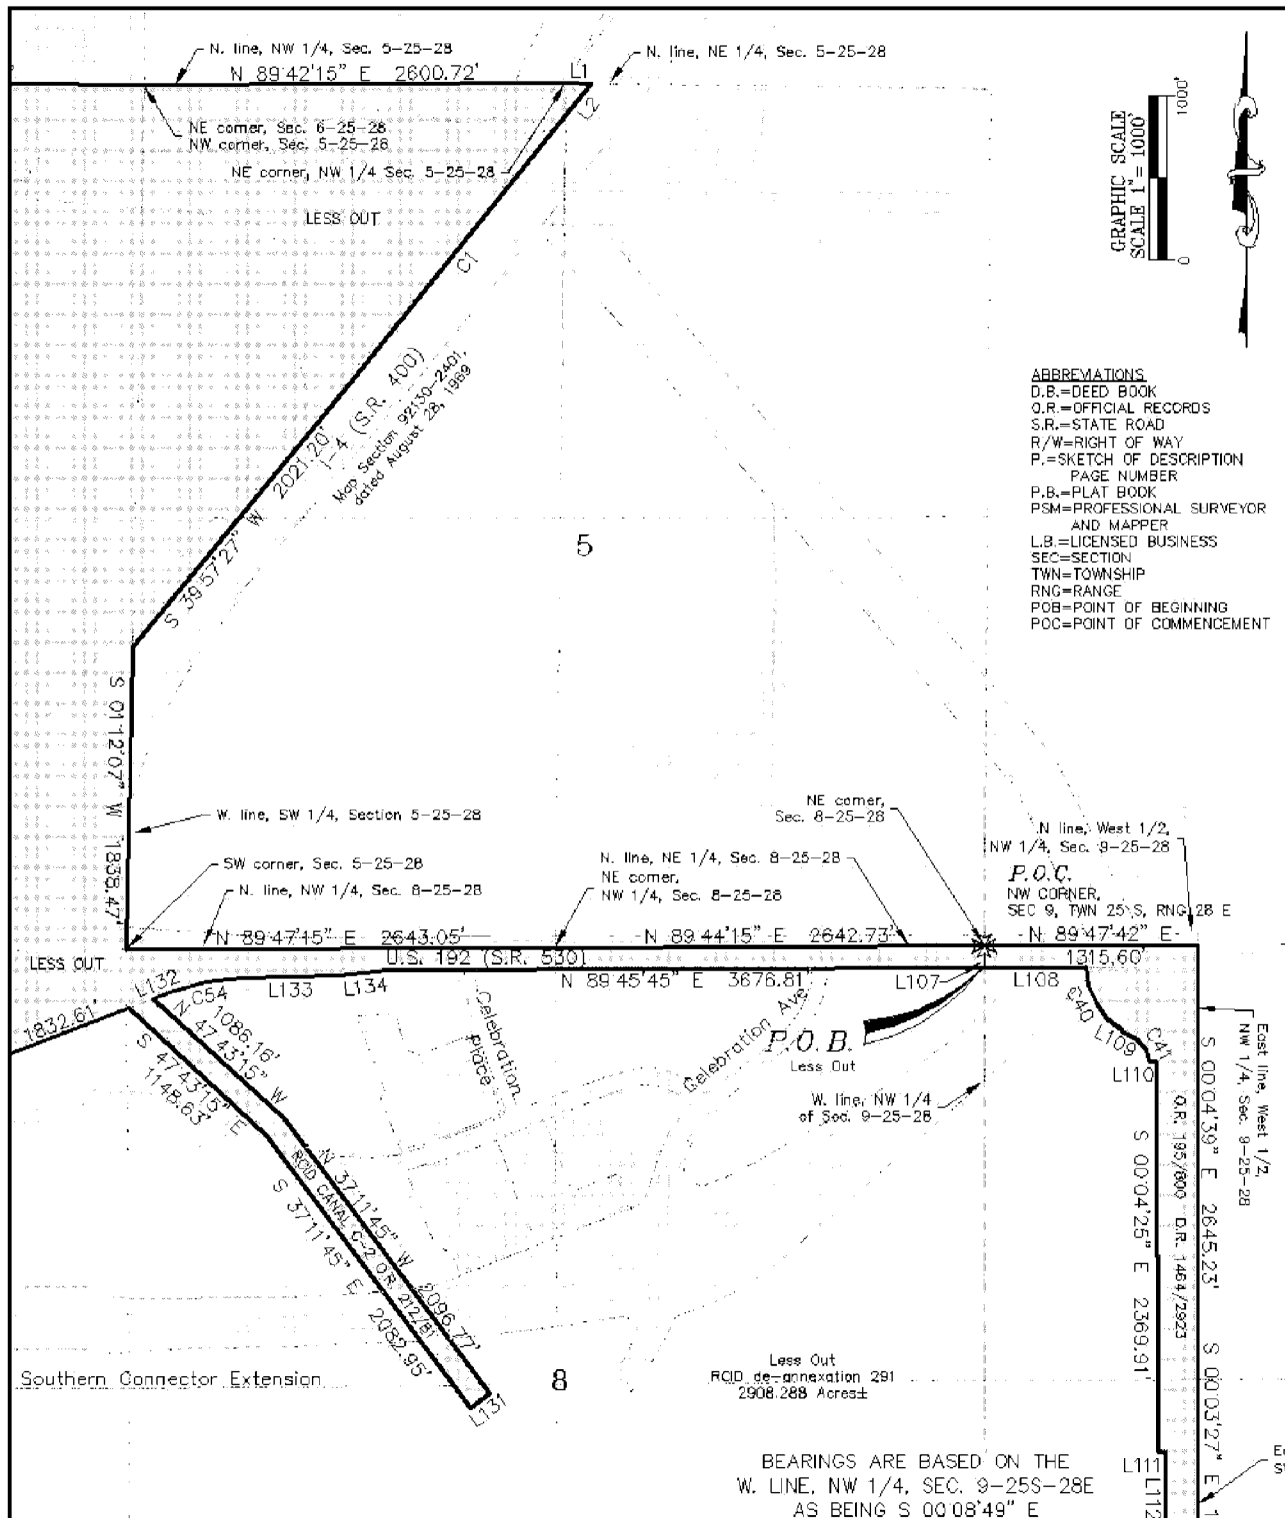 N. line, NW 1/4, Sec. 5-25-28
N 89°42'15" E 2600.72'
L1
N. line, NE 1/4, Sec. 5-25-28
L2
NE corner, Sec. 6-25-28
NW corner, Sec. 5-25-28
NE corner, NW 1/4 Sec. 5-25-28
LESS OUT
C1
GRAPHIC SCALE
SCALE 1" = 1000'
0
1000'
I-4 (S.R. 400)
Map Section 92130-2401,
dated August 28, 1969
S 39°57'27" W 2021.20'
5
ABBREVIATIONS
D.B.=DEED BOOK
O.R.=OFFICIAL RECORDS
S.R.=STATE ROAD
R/W=RIGHT OF WAY
P.=SKETCH OF DESCRIPTION
PAGE NUMBER
P.B.=PLAT BOOK
PSM=PROFESSIONAL SURVEYOR
AND MAPPER
L.B.=LICENSED BUSINESS
SEC=SECTION
TWN=TOWNSHIP
RNG=RANGE
POB=POINT OF BEGINNING
POC=POINT OF COMMENCEMENT
S 01°12'07" W 1838.47'
W. line, SW 1/4, Section 5-25-28
SW corner, Sec. 5-25-28
N. line, NW 1/4, Sec. 8-25-28
NE corner,
Sec. 8-25-28
N. line, NE 1/4, Sec. 8-25-28
NE corner,
NW 1/4, Sec. 8-25-28
N line, West 1/2,
NW 1/4, Sec. 9-25-28
P.O.C.
NW CORNER,
SEC 9, TWN 25 S, RNG 28 E
N 89°47'15" E 2643.05'
N 89°44'15" E 2642.73'
N 89°47'42" E
1315.60'
U.S. 192 (S.R. 530)
N 89°45'45" E 3676.81'
LESS OUT
L132
C54
L133
L134
L107
L108
C40
L109
C41
L110
1832.61'
N 47°43'15" W
1086.16'
S 47°43'15" E
1148.63'
Celebration
Place
Celebration Ave
P.O.B.
Less Out
W. line, NW 1/4
of Sec. 9-25-28
East line, West 1/2,
NW 1/4, Sec. 9-25-28
S 00°04'39" E 2645.23'
O.R. 195/600 O.R. 1464/2923
S 00°04'25" E 2369.91'
N 37°11'45" W 2096.77'
RCID CANAL C-2 O.R. 212/81
S 37°11'45" E 2082.95'
L131
Southern Connector Extension
8
Less Out
RCID de-annexation 291
2908.288 Acres±
S 00°03'27" E
L111
L112
BEARINGS ARE BASED ON THE
W. LINE, NW 1/4, SEC. 9-25S-28E
AS BEING S 00°08'49" E